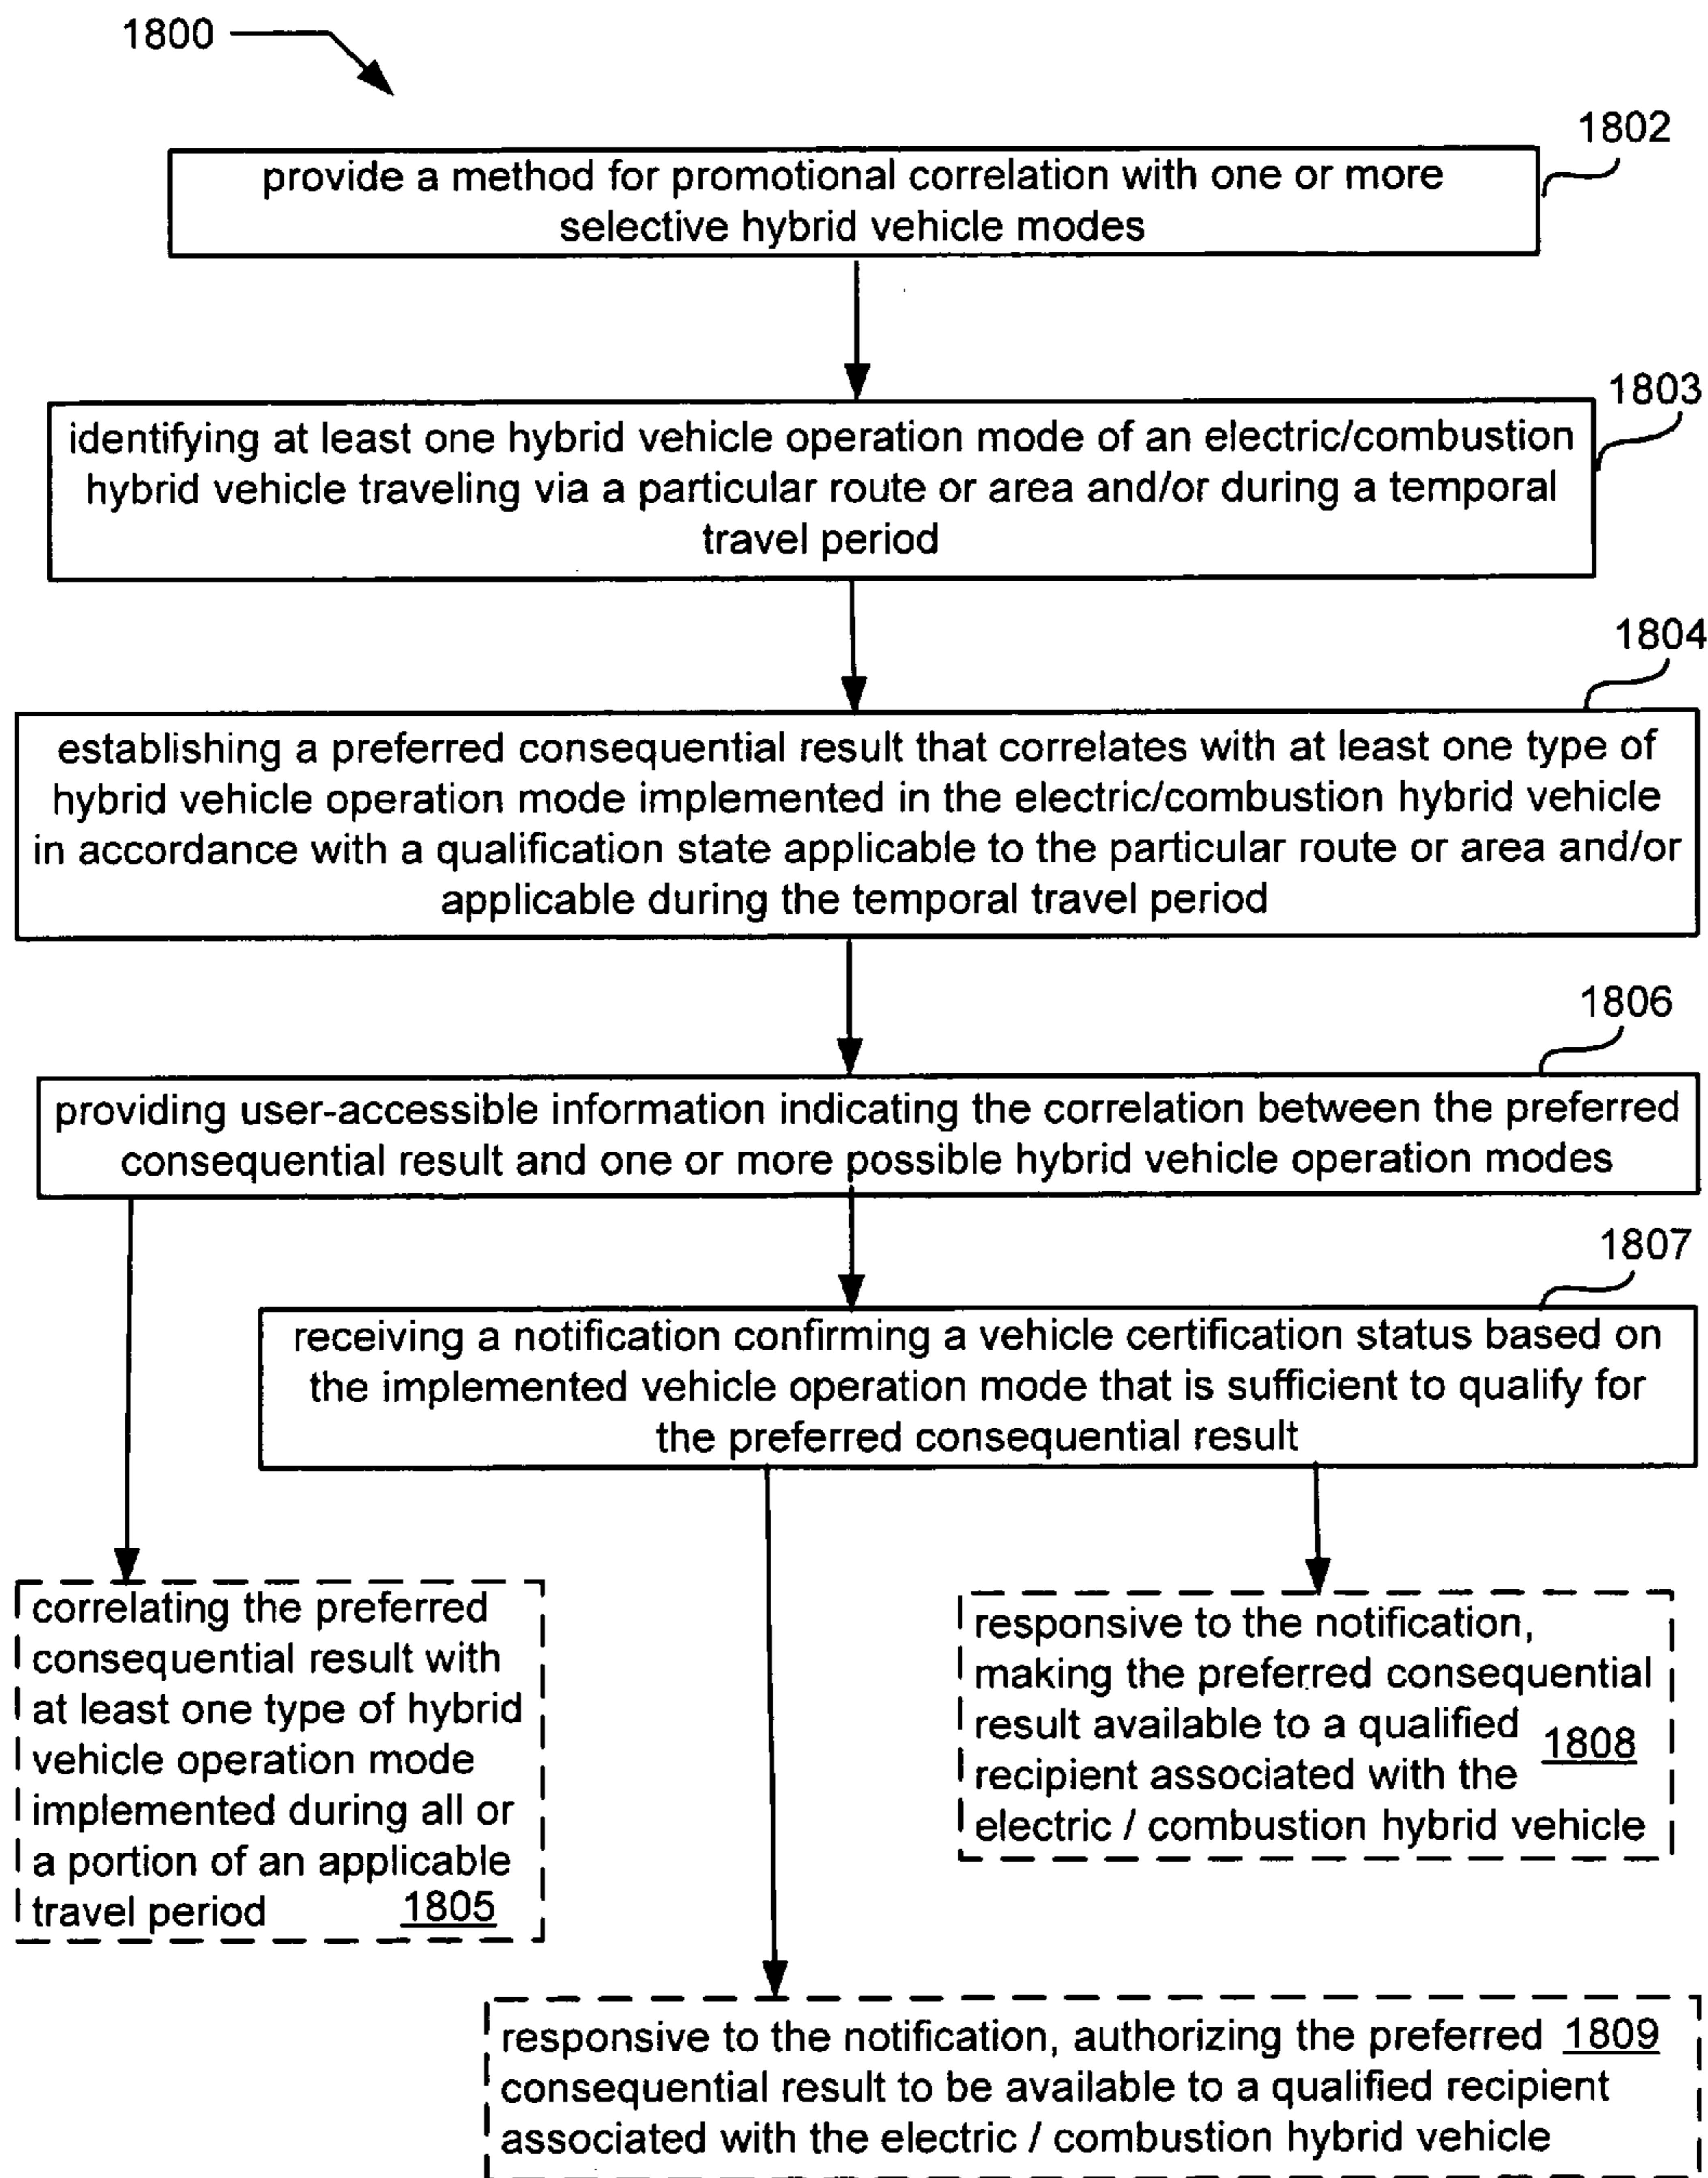 1800
1802
provide a method for promotional correlation with one or more
selective hybrid vehicle modes
1803
identifying at least one hybrid vehicle operation mode of an electric/combustion
hybrid vehicle traveling via a particular route or area and/or during a temporal
travel period
1804
establishing a preferred consequential result that correlates with at least one type of
hybrid vehicle operation mode implemented in the electric/combustion hybrid vehicle
in accordance with a qualification state applicable to the particular route or area and/or
applicable during the temporal travel period
1806
providing user-accessible information indicating the correlation between the preferred
consequential result and one or more possible hybrid vehicle operation modes
1807
receiving a notification confirming a vehicle certification status based on
the implemented vehicle operation mode that is sufficient to qualify for
the preferred consequential result
correlating the preferred
consequential result with
at least one type of hybrid
vehicle operation mode
implemented during all or
a portion of an applicable
travel period 1805
responsive to the notification,
making the preferred consequential
result available to a qualified 1808
recipient associated with the
electric / combustion hybrid vehicle
responsive to the notification, authorizing the preferred 1809
consequential result to be available to a qualified recipient
associated with the electric / combustion hybrid vehicle